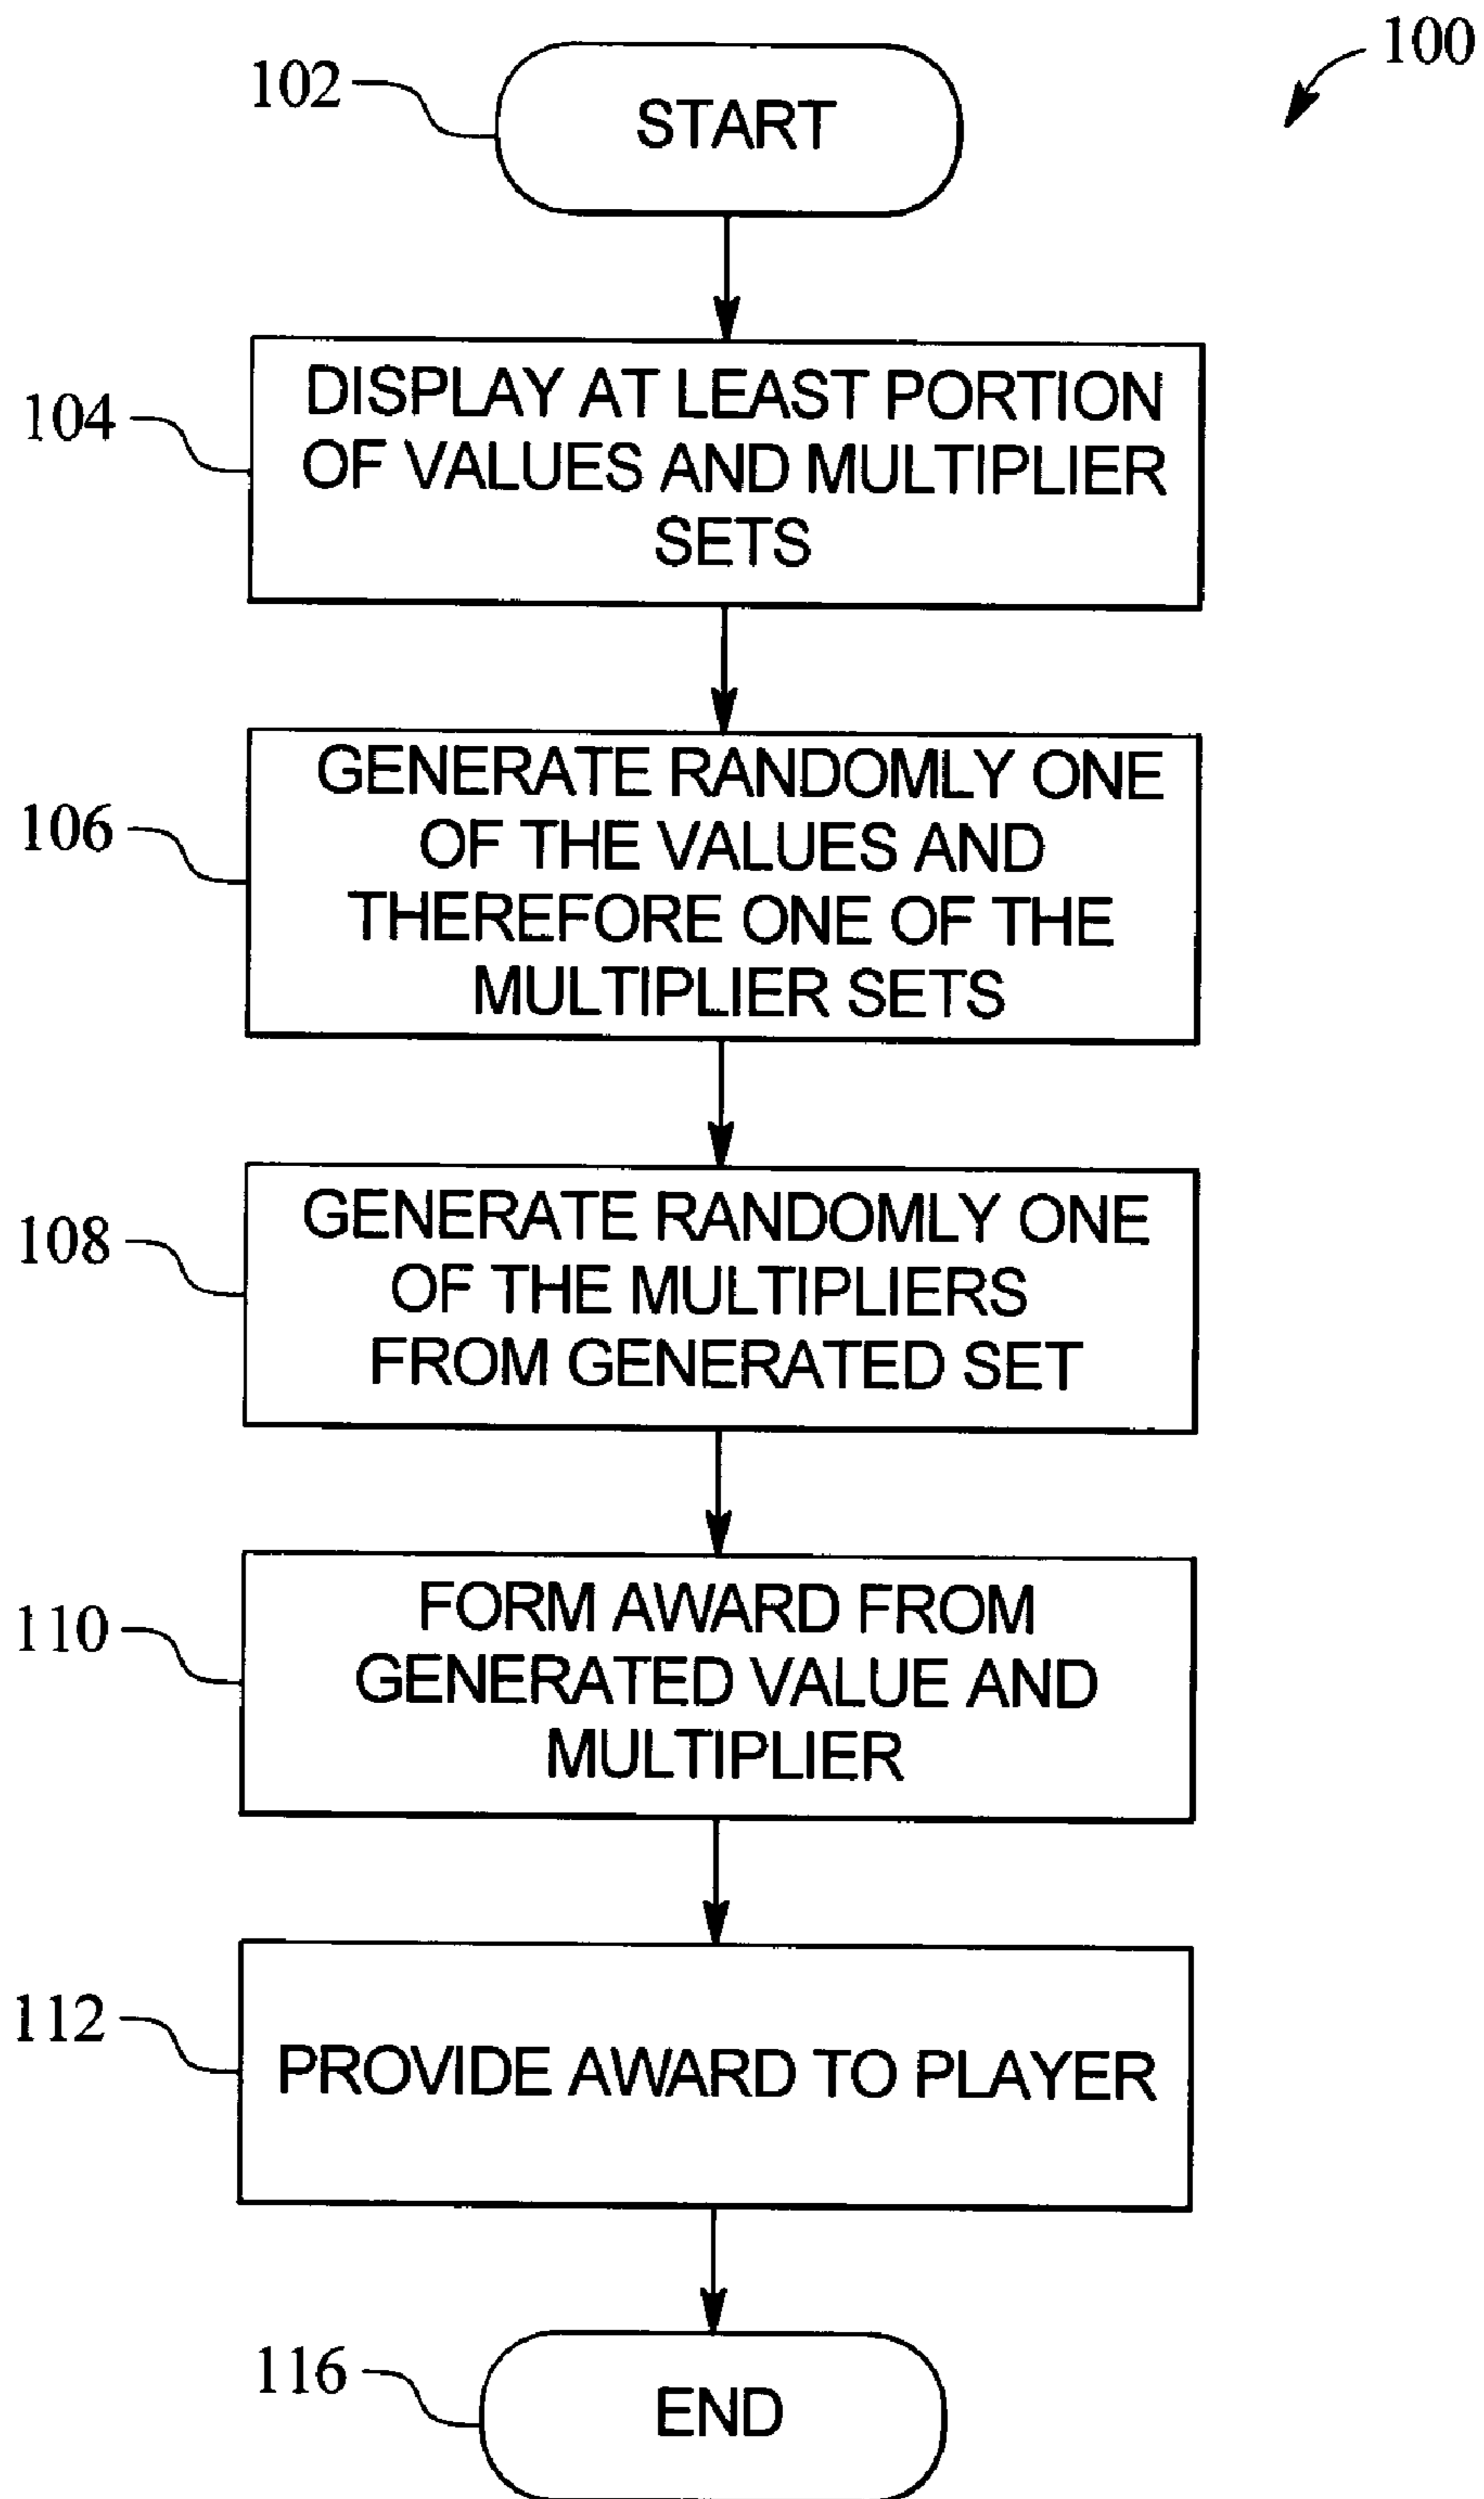 100
102
START
104
DISPLAY AT LEAST PORTION
OF VALUES AND MULTIPLIER
SETS
106
GENERATE RANDOMLY ONE
OF THE VALUES AND
THEREFORE ONE OF THE
MULTIPLIER SETS
108
GENERATE RANDOMLY ONE
OF THE MULTIPLIERS
FROM GENERATED SET
110
FORM AWARD FROM
GENERATED VALUE AND
MULTIPLIER
112
PROVIDE AWARD TO PLAYER
116
END